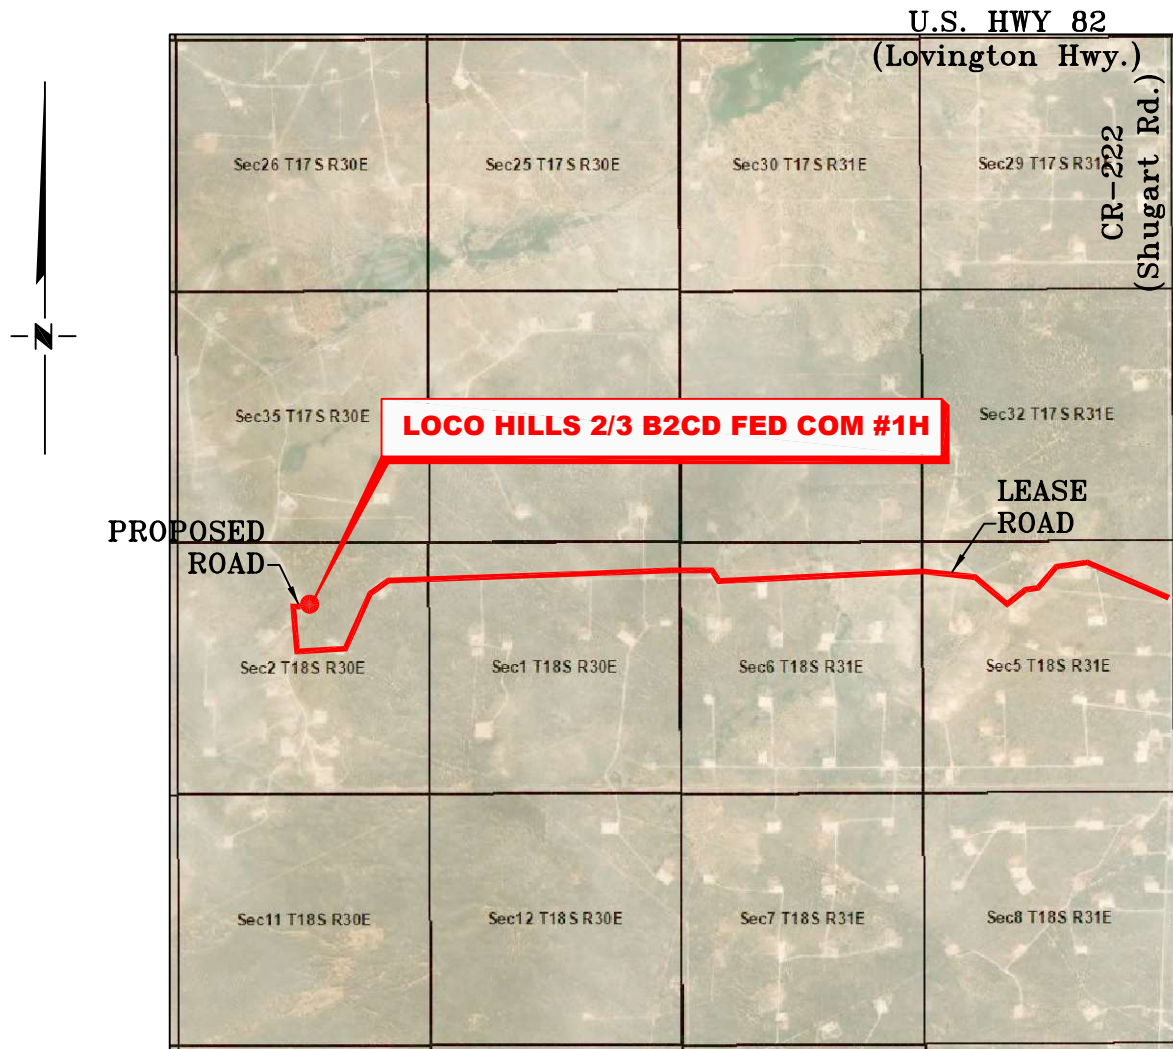 U.S. HWY 82
(Lovington Hwy.)
CR-222
(Shugart Rd.)
Sec26 T17S R30E
Sec25 T17S R30E
Sec30 T17S R31E
Sec29 T17S R31E
N
Sec35 T17S R30E
LOCO HILLS 2/3 B2CD FED COM #1H
Sec32 T17S R31E
LEASE
ROAD
PROPOSED
ROAD
Sec2 T18S R30E
Sec1 T18S R30E
Sec6 T18S R31E
Sec5 T18S R31E
Sec11 T18S R30E
Sec12 T18S R30E
Sec7 T18S R31E
Sec8 T18S R31E